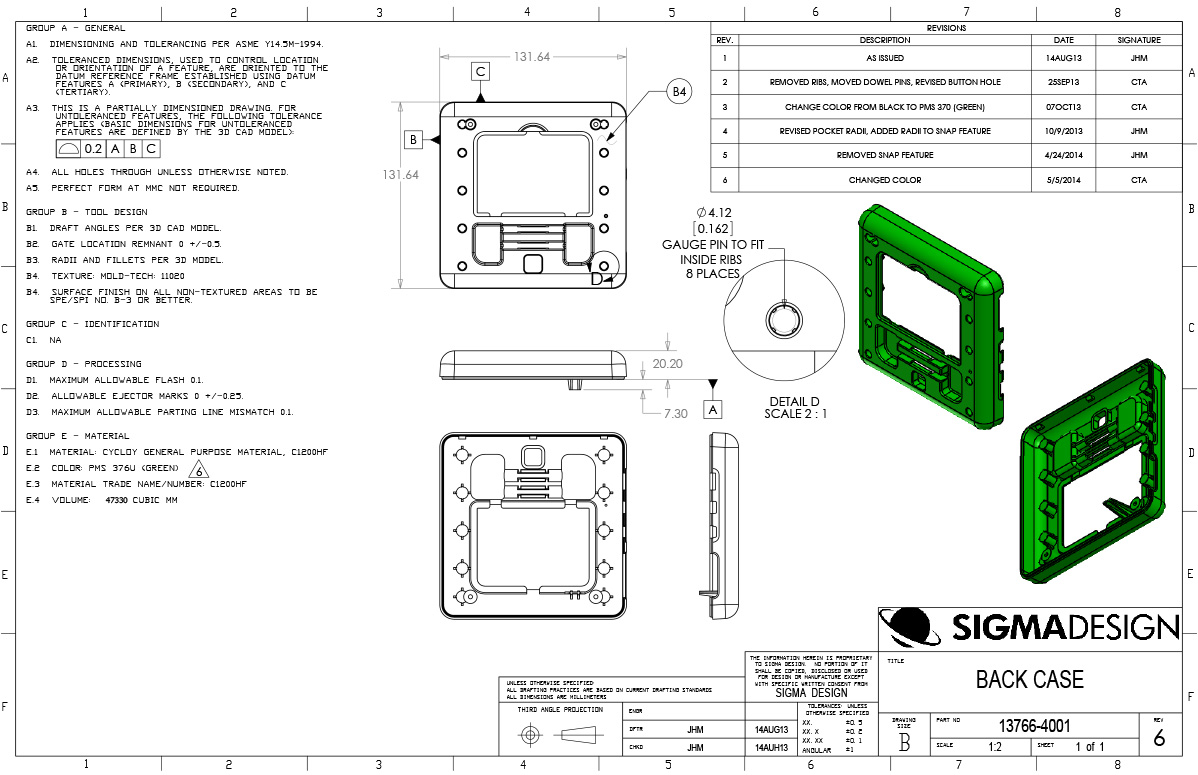 1 2 3 4 5 6 7 8
A
B
C
D
E
F
GROUP A - GENERAL
A1. DIMENSIONING AND TOLERANCING PER ASME Y14.5M-1994.
A2. TOLERANCED DIMENSIONS, USED TO CONTROL LOCATION
OR ORIENTATION OF A FEATURE, ARE ORIENTED TO THE
DATUM REFERENCE FRAME ESTABLISHED USING DATUM
FEATURES A (PRIMARY), B (SECONDARY), AND C
(TERTIARY).
A3. THIS IS A PARTIALLY DIMENSIONED DRAWING. FOR
UNTOLERANCED FEATURES, THE FOLLOWING TOLERANCE
APPLIES (BASIC DIMENSIONS FOR UNTOLERANCED
FEATURES ARE DEFINED BY THE 3D CAD MODEL):
0.2 A B C
A4. ALL HOLES THROUGH UNLESS OTHERWISE NOTED.
A5. PERFECT FORM AT MMC NOT REQUIRED.
GROUP B - TOOL DESIGN
B1. DRAFT ANGLES PER 3D CAD MODEL.
B2. GATE LOCATION REMNANT 0 +/-0.5.
B3. RADII AND FILLETS PER 3D MODEL.
B4. TEXTURE: MOLD-TECH: 11020
B4. SURFACE FINISH ON ALL NON-TEXTURED AREAS TO BE
SPE/SPI NO. B-3 OR BETTER.
GROUP C - IDENTIFICATION
C1. NA
GROUP D - PROCESSING
D1. MAXIMUM ALLOWABLE FLASH 0.1.
D2. ALLOWABLE EJECTOR MARKS 0 +/-0.25.
D3. MAXIMUM ALLOWABLE PARTING LINE MISMATCH 0.1.
GROUP E - MATERIAL
E.1 MATERIAL: CYCLOY GENERAL PURPOSE MATERIAL, C1200HF
E.2 COLOR: PMS 376U (GREEN) 6
E.3 MATERIAL TRADE NAME/NUMBER: C1200HF
E.4 VOLUME: 47330 CUBIC MM
131.64
C
B
131.64
B4
D
20.20
7.30
A
Ø4.12
[0.162]
GAUGE PIN TO FIT
INSIDE RIBS
8 PLACES
DETAIL D
SCALE 2 : 1
REVISIONS
REV. DESCRIPTION DATE SIGNATURE
1 AS ISSUED 14AUG13 JHM
2 REMOVED RIBS, MOVED DOWEL PINS, REVISED BUTTON HOLE 25SEP13 CTA
3 CHANGE COLOR FROM BLACK TO PMS 370 (GREEN) 07OCT13 CTA
4 REVISED POCKET RADII, ADDED RADII TO SNAP FEATURE 10/9/2013 JHM
5 REMOVED SNAP FEATURE 4/24/2014 JHM
6 CHANGED COLOR 5/5/2014 CTA
A
B
C
D
E
F
UNLESS OTHERWISE SPECIFIED:
ALL DRAFTING PRACTICES ARE BASED ON CURRENT DRAFTING STANDARDS
ALL DIMENSIONS ARE MILLIMETERS
THIRD ANGLE PROJECTION
ENGR
DFTR JHM 14AUG13
CHKD JHM 14AUH13
THE INFORMATION HEREIN IS PROPRIETARY
TO SIGMA DESIGN. NO PORTION OF IT
SHALL BE COPIED, DISCLOSED OR USED
FOR DESIGN OR MANUFACTURE EXCEPT
WITH SPECIFIC WRITTEN CONSENT FROM
SIGMA DESIGN
TOLERANCES: UNLESS
OTHERWISE SPECIFIED
XX. ±0.5
XX.X ±0.2
XX.XX ±0.1
ANGULAR ±1
SIGMADESIGN
TITLE
BACK CASE
DRAWING
SIZE
B
PART NO
13766-4001
SCALE 1:2 SHEET 1 of 1
REV
6
1 2 3 4 5 6 7 8